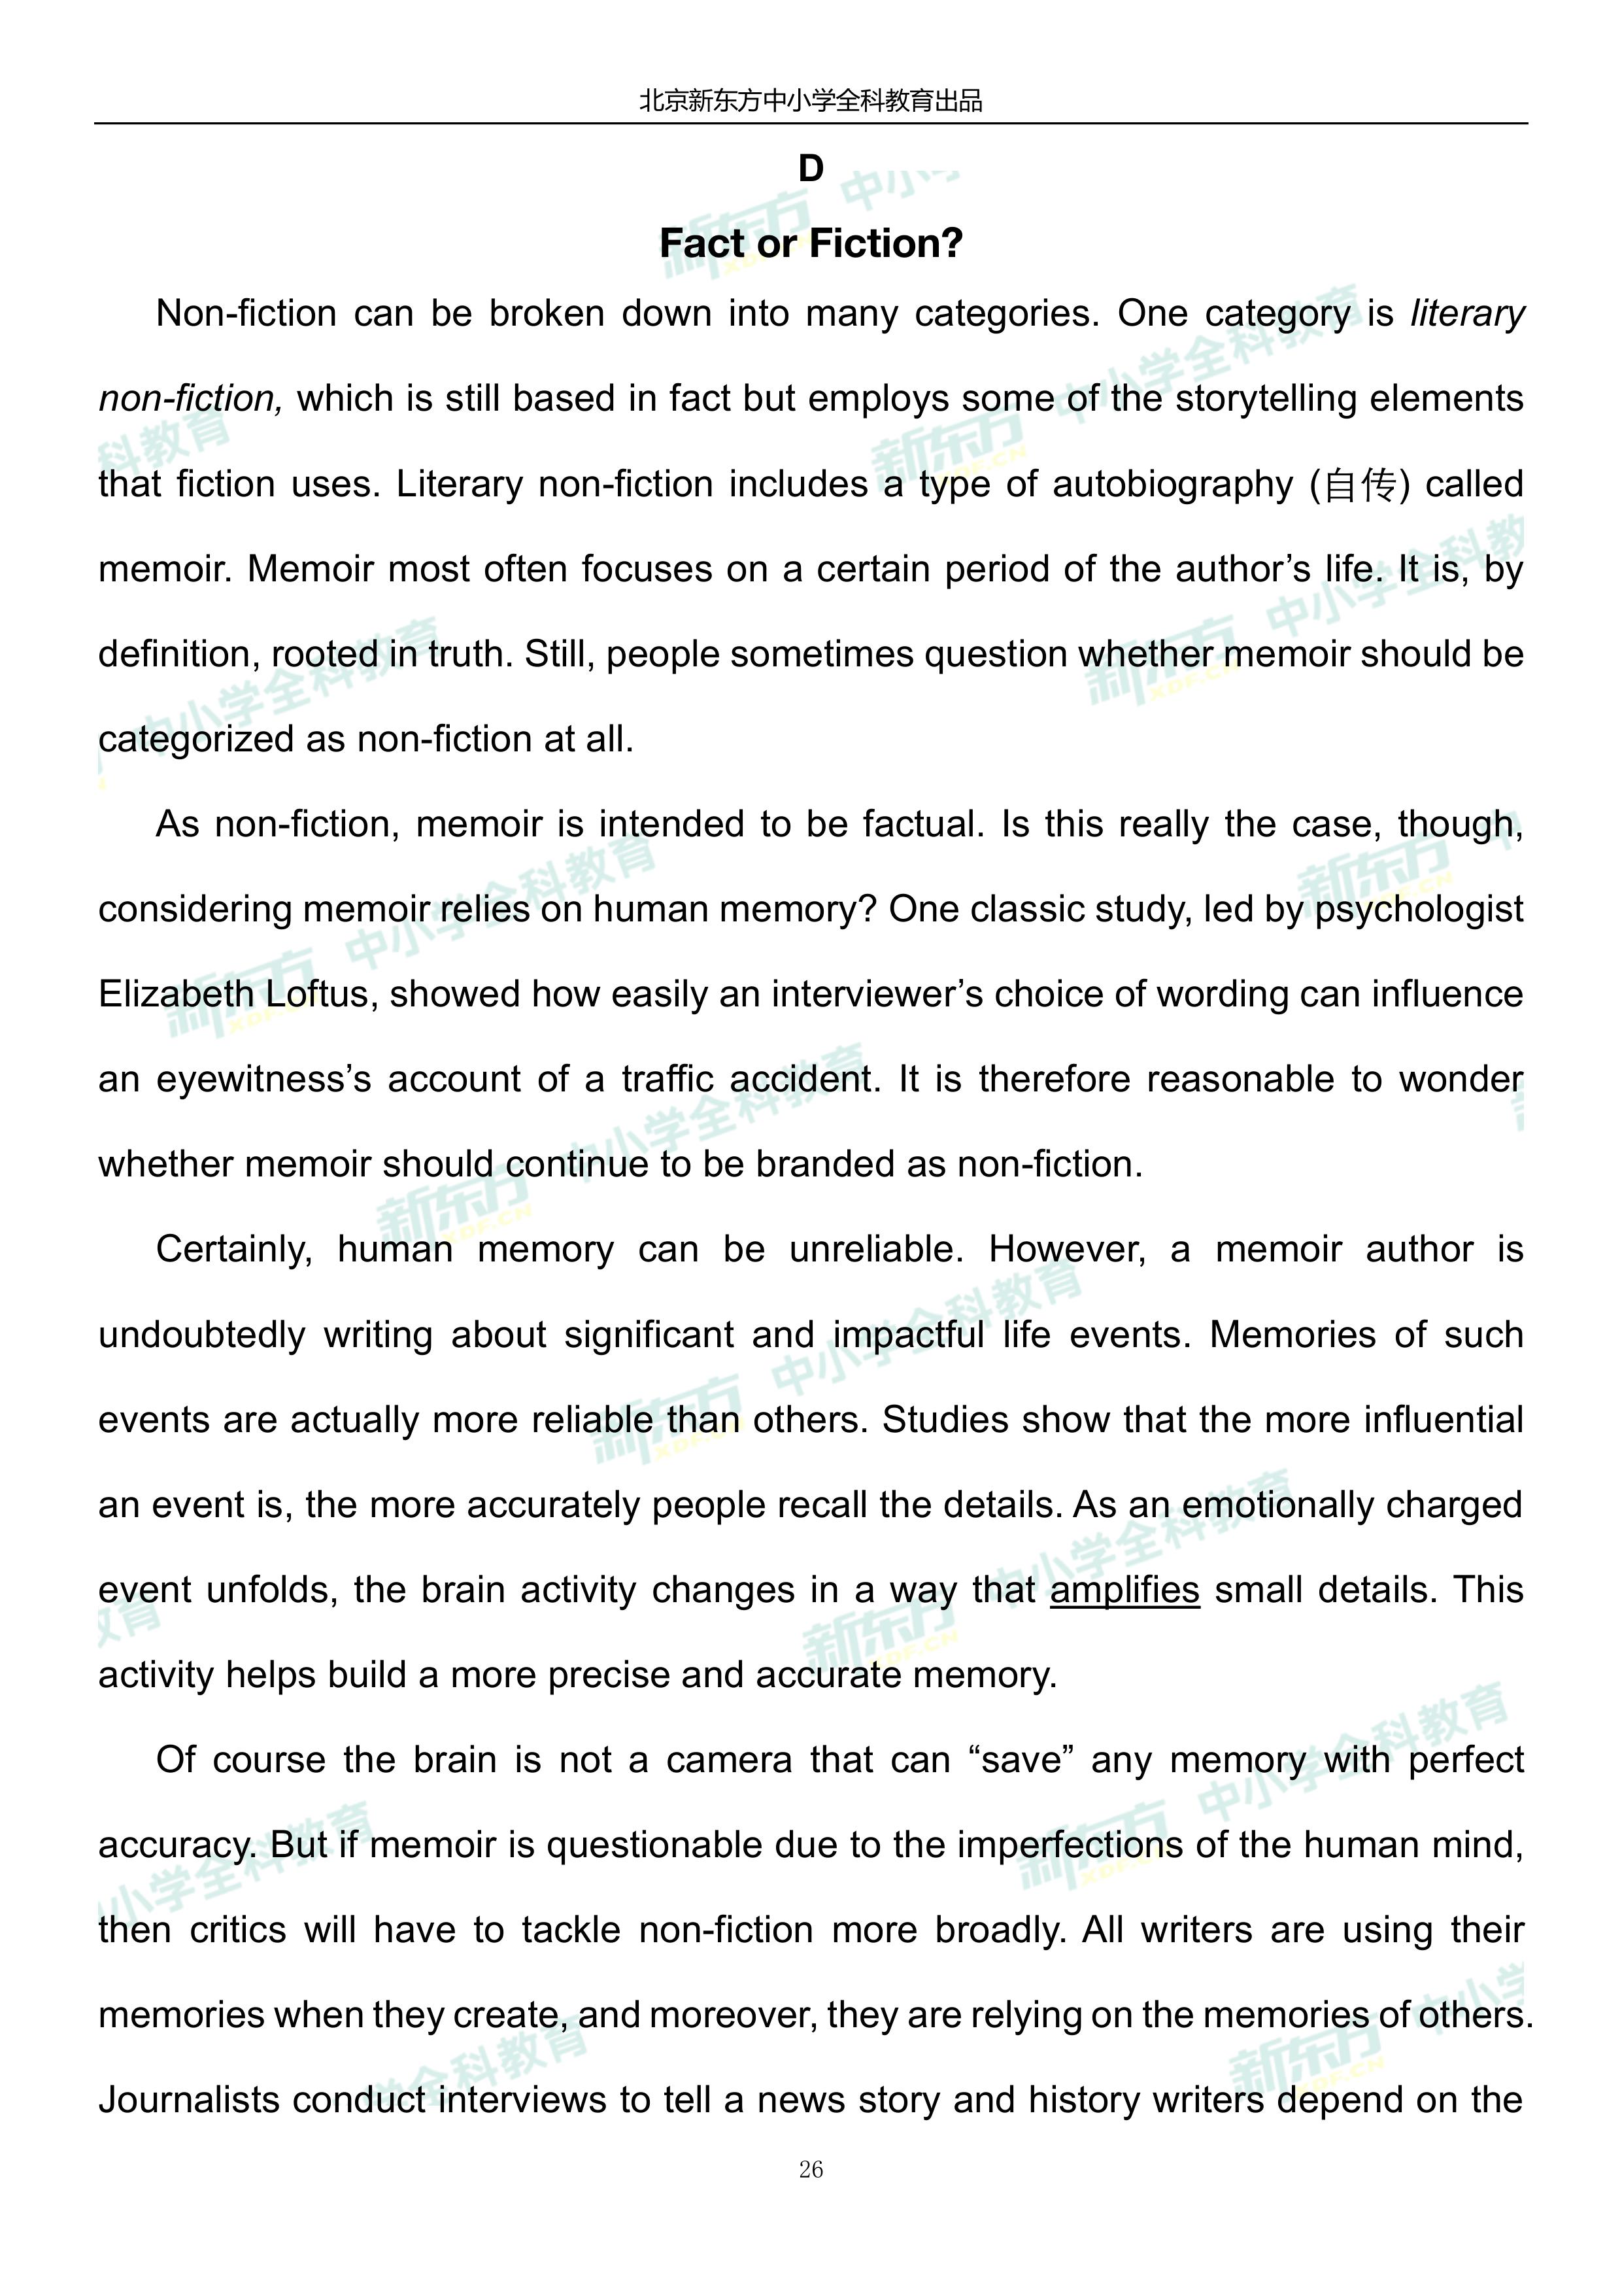 北京新东方中小学全科教育出品
D
Fact or Fiction?
Non-fiction can be broken down into many categories. One category is literary
non-fiction, which is still based in fact but employs some of the storytelling elements
that fiction uses. Literary non-fiction includes a type of autobiography (自传) called
memoir. Memoir most often focuses on a certain period of the author’s life. It is, by
definition, rooted in truth. Still, people sometimes question whether memoir should be
categorized as non-fiction at all.
As non-fiction, memoir is intended to be factual. Is this really the case, though,
considering memoir relies on human memory? One classic study, led by psychologist
Elizabeth Loftus, showed how easily an interviewer’s choice of wording can influence
an eyewitness’s account of a traffic accident. It is therefore reasonable to wonder
whether memoir should continue to be branded as non-fiction.
Certainly, human memory can be unreliable. However, a memoir author is
undoubtedly writing about significant and impactful life events. Memories of such
events are actually more reliable than others. Studies show that the more influential
an event is, the more accurately people recall the details. As an emotionally charged
event unfolds, the brain activity changes in a way that amplifies small details. This
activity helps build a more precise and accurate memory.
Of course the brain is not a camera that can “save” any memory with perfect
accuracy. But if memoir is questionable due to the imperfections of the human mind,
then critics will have to tackle non-fiction more broadly. All writers are using their
memories when they create, and moreover, they are relying on the memories of others.
Journalists conduct interviews to tell a news story and history writers depend on the
26